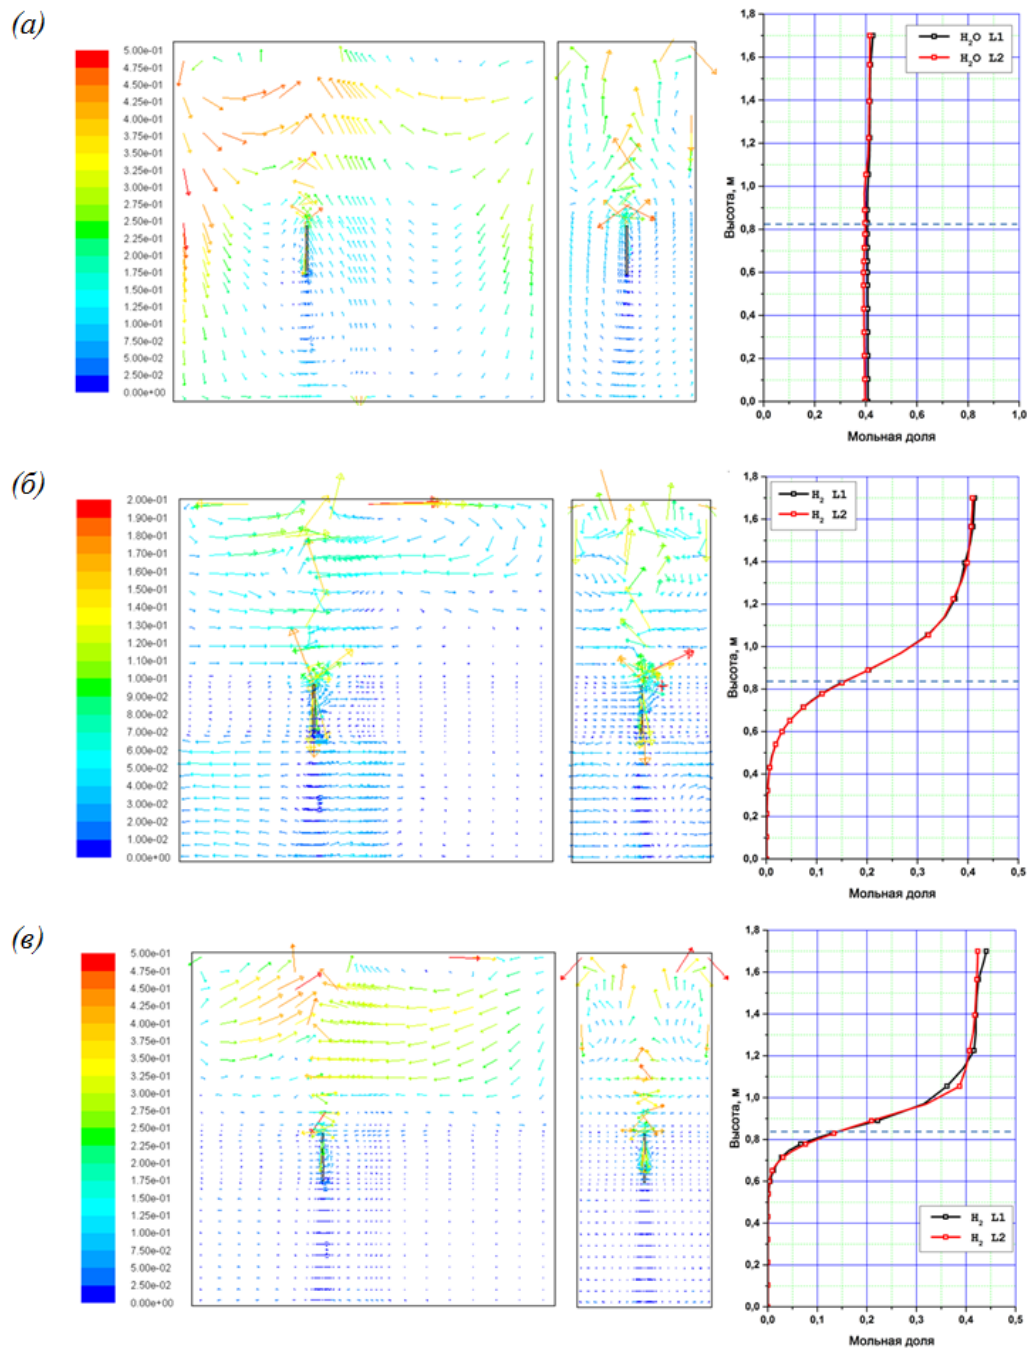 (а)
5.00e-01
4.75e-01
4.50e-01
4.25e-01
4.00e-01
3.75e-01
3.50e-01
3.25e-01
3.00e-01
2.75e-01
2.50e-01
2.25e-01
2.00e-01
1.75e-01
1.50e-01
1.25e-01
1.00e-01
7.50e-02
5.00e-02
2.50e-02
0.00e+00
H₂O L1
H₂O L2
Высота, м
1,8
1,6
1,4
1,2
1,0
0,8
0,6
0,4
0,2
0,0
0,0 0,2 0,4 0,6 0,8 1,0
Мольная доля
(б)
2.00e-01
1.90e-01
1.80e-01
1.70e-01
1.60e-01
1.50e-01
1.40e-01
1.30e-01
1.20e-01
1.10e-01
1.00e-01
9.00e-02
8.00e-02
7.00e-02
6.00e-02
5.00e-02
4.00e-02
3.00e-02
2.00e-02
1.00e-02
0.00e+00
H₂ L1
H₂ L2
Высота, м
1,8
1,6
1,4
1,2
1,0
0,8
0,6
0,4
0,2
0,0
0,0 0,1 0,2 0,3 0,4 0,5
Мольная доля
(в)
5.00e-01
4.75e-01
4.50e-01
4.25e-01
4.00e-01
3.75e-01
3.50e-01
3.25e-01
3.00e-01
2.75e-01
2.50e-01
2.25e-01
2.00e-01
1.75e-01
1.50e-01
1.25e-01
1.00e-01
7.50e-02
5.00e-02
2.50e-02
0.00e+00
Высота, м
1,8
1,6
1,4
1,2
1,0
0,8
0,6
0,4
0,2
0,0
H₂ L1
H₂ L2
0,0 0,1 0,2 0,3 0,4 0,5
Мольная доля